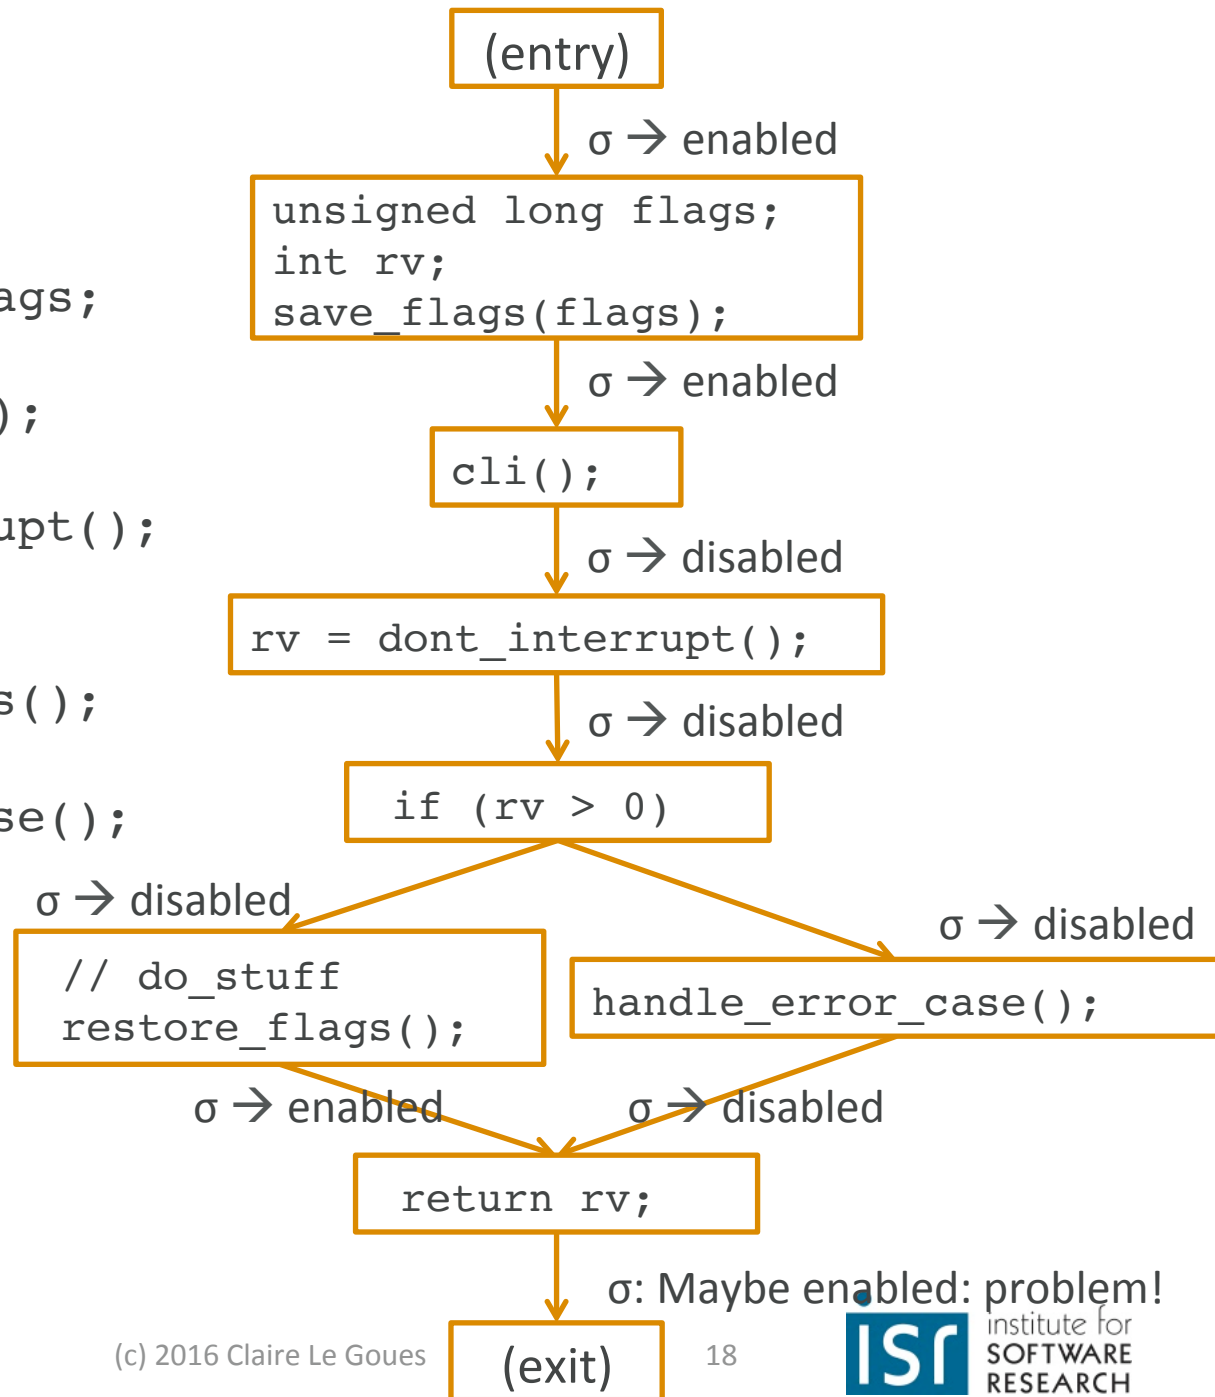 (entry)
σ → enabled
unsigned long flags;
int rv;
save_flags(flags);
σ → enabled
cli();
σ → disabled
rv = dont_interrupt();
σ → disabled
if (rv > 0)
σ → disabled
σ → disabled
// do_stuff
restore_flags();
handle_error_case();
σ → enabled
σ → disabled
return rv;
σ: Maybe enabled: problem!
(exit)
ags;
);
upt();
s();
se();
(c) 2016 Claire Le Goues
18
isr institute for
SOFTWARE
RESEARCH